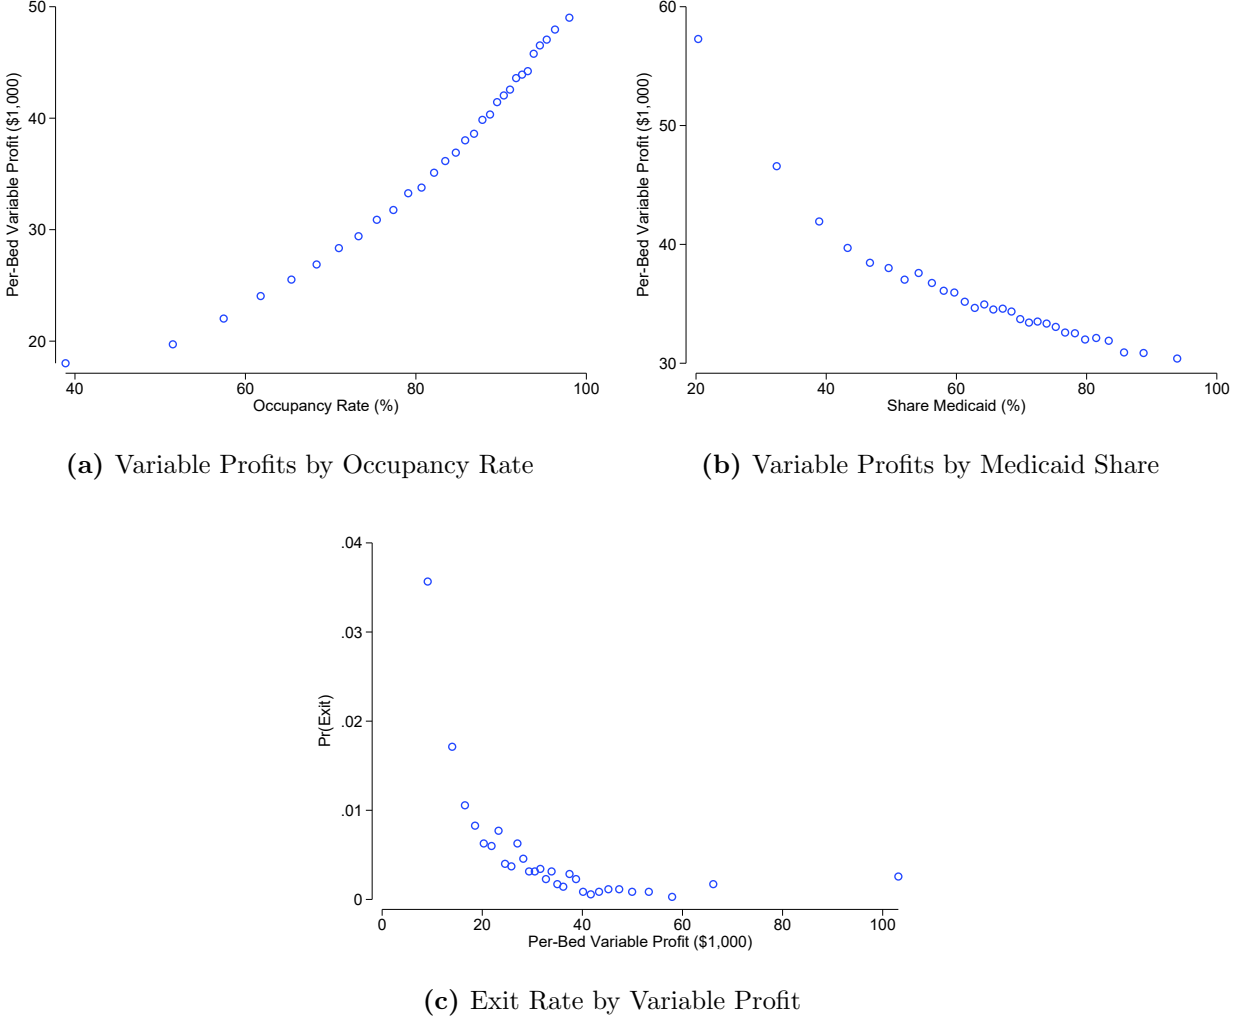 50
40
30
20
Per-Bed Variable Profit ($1,000)
40 60 80 100
Occupancy Rate (%)
(a) Variable Profits by Occupancy Rate
60
50
40
30
Per-Bed Variable Profit ($1,000)
20 40 60 80 100
Share Medicaid (%)
(b) Variable Profits by Medicaid Share
.04
.03
.02
.01
0
Pr(Exit)
0 20 40 60 80 100
Per-Bed Variable Profit ($1,000)
(c) Exit Rate by Variable Profit